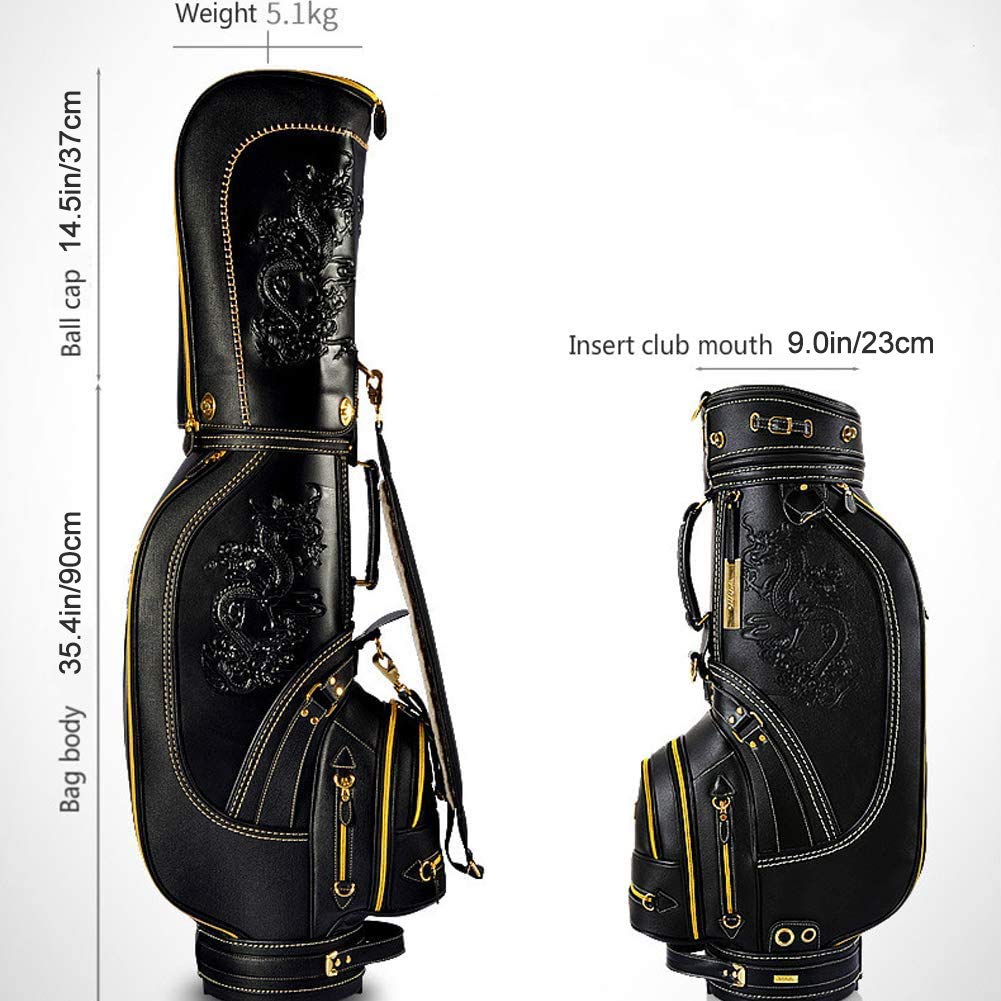 Weight 5.1kg
Ball cap 14.5in/37cm
Insert club mouth 9.0in/23cm
Bag body 35.4in/90cm